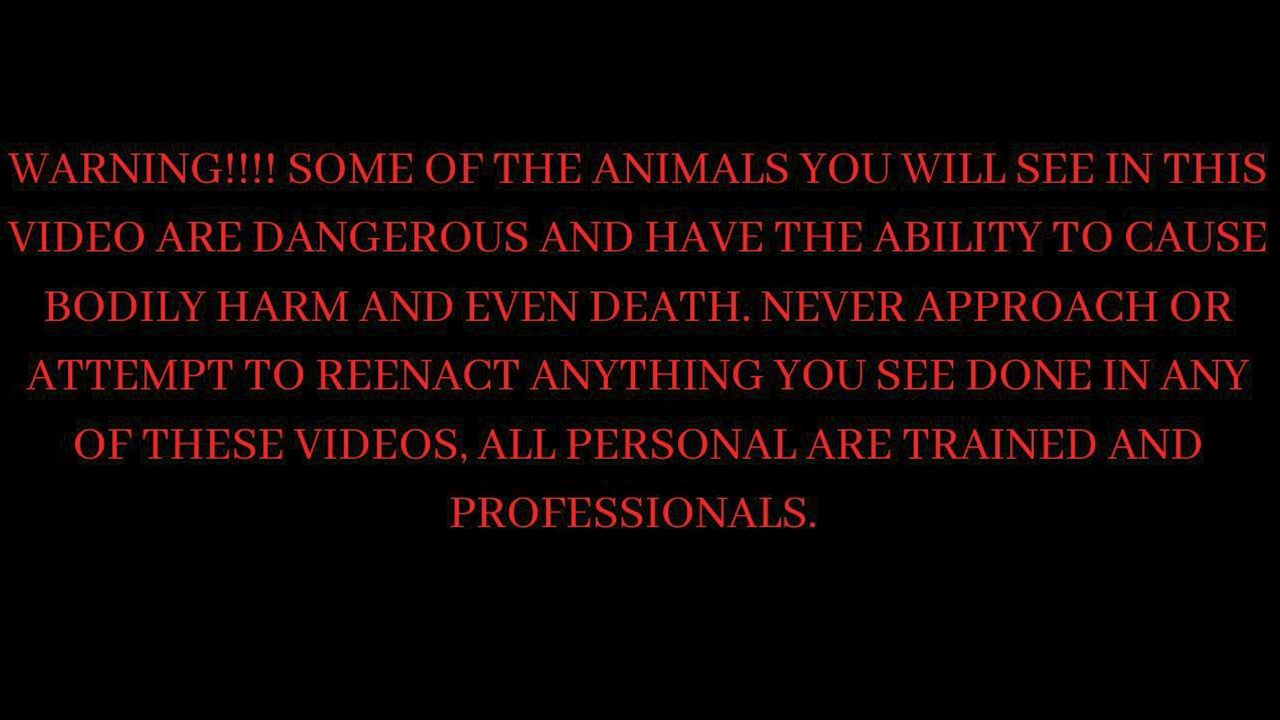 WARNING!!!! SOME OF THE ANIMALS YOU WILL SEE IN THIS
VIDEO ARE DANGEROUS AND HAVE THE ABILITY TO CAUSE
BODILY HARM AND EVEN DEATH. NEVER APPROACH OR
ATTEMPT TO REENACT ANYTHING YOU SEE DONE IN ANY
OF THESE VIDEOS, ALL PERSONAL ARE TRAINED AND
PROFESSIONALS.